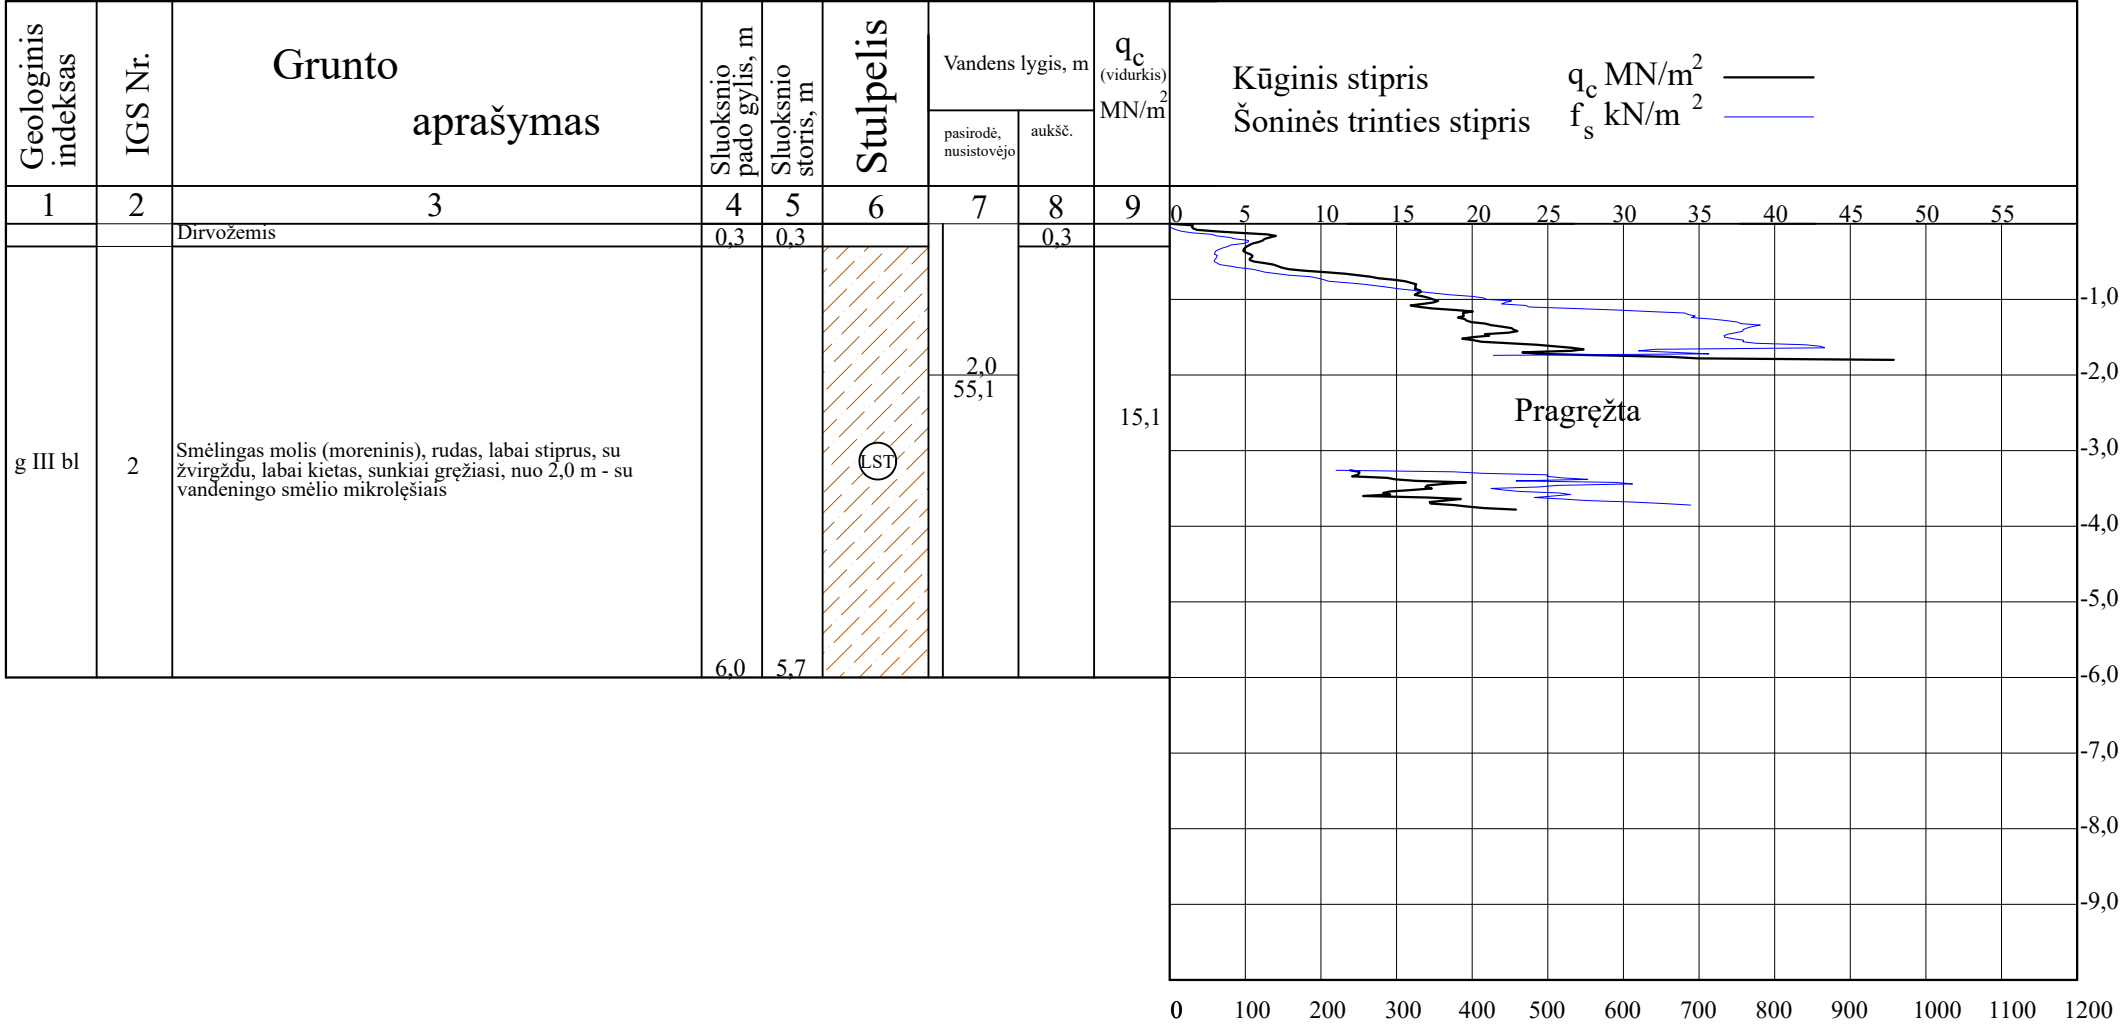 Geologinis
indeksas
IGS Nr.
Grunto
aprašymas
Sluoksnio
pado gylis, m
Sluoksnio
storis, m
Stulpelis
Vandens lygis, m
pasirodė,
nusistovėjo
aukšč.
qc
(vidurkis)
MN/m2
Kūginis stipris qc MN/m2
Šoninės trinties stipris fs kN/m 2
1 2 3 4 5 6 7 8 9
0 5 10 15 20 25 30 35 40 45 50 55
Dirvožemis 0,3 0,3 0,3
g III bl
2
Smėlingas molis (moreninis), rudas, labai stiprus, su
žvirgždu, labai kietas, sunkiai gręžiasi, nuo 2,0 m - su
vandeningo smėlio mikrolęšiais
6,0 5,7
LST
2,0
55,1
15,1
Pragręžta
-1,0
-2,0
-3,0
-4,0
-5,0
-6,0
-7,0
-8,0
-9,0
0 100 200 300 400 500 600 700 800 900 1000 1100 1200